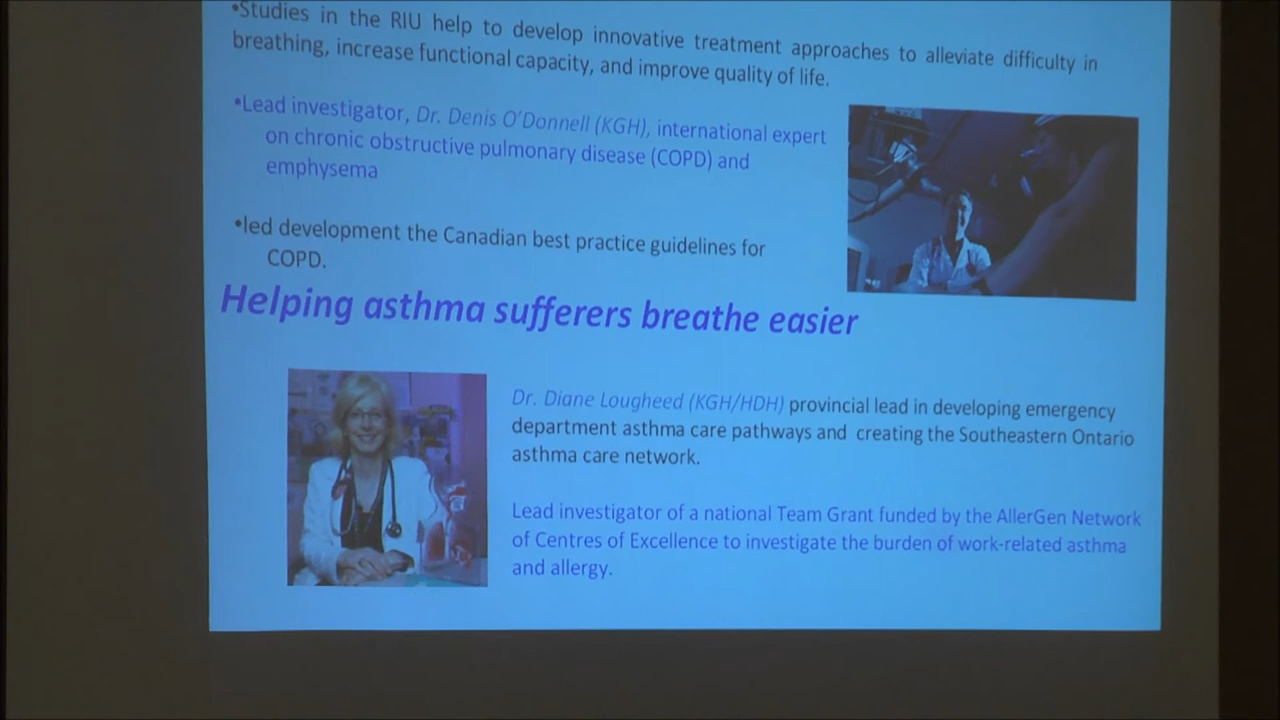 •Studies in the RIU help to develop innovative treatment approaches to alleviate difficulty in
breathing, increase functional capacity, and improve quality of life.
•Lead investigator, Dr. Denis O'Donnell (KGH), international expert
on chronic obstructive pulmonary disease (COPD) and
emphysema
•led development the Canadian best practice guidelines for
COPD.
Helping asthma sufferers breathe easier
Dr. Diane Lougheed (KGH/HDH) provincial lead in developing emergency
department asthma care pathways and creating the Southeastern Ontario
asthma care network.
Lead investigator of a national Team Grant funded by the AllerGen Network
of Centres of Excellence to investigate the burden of work-related asthma
and allergy.